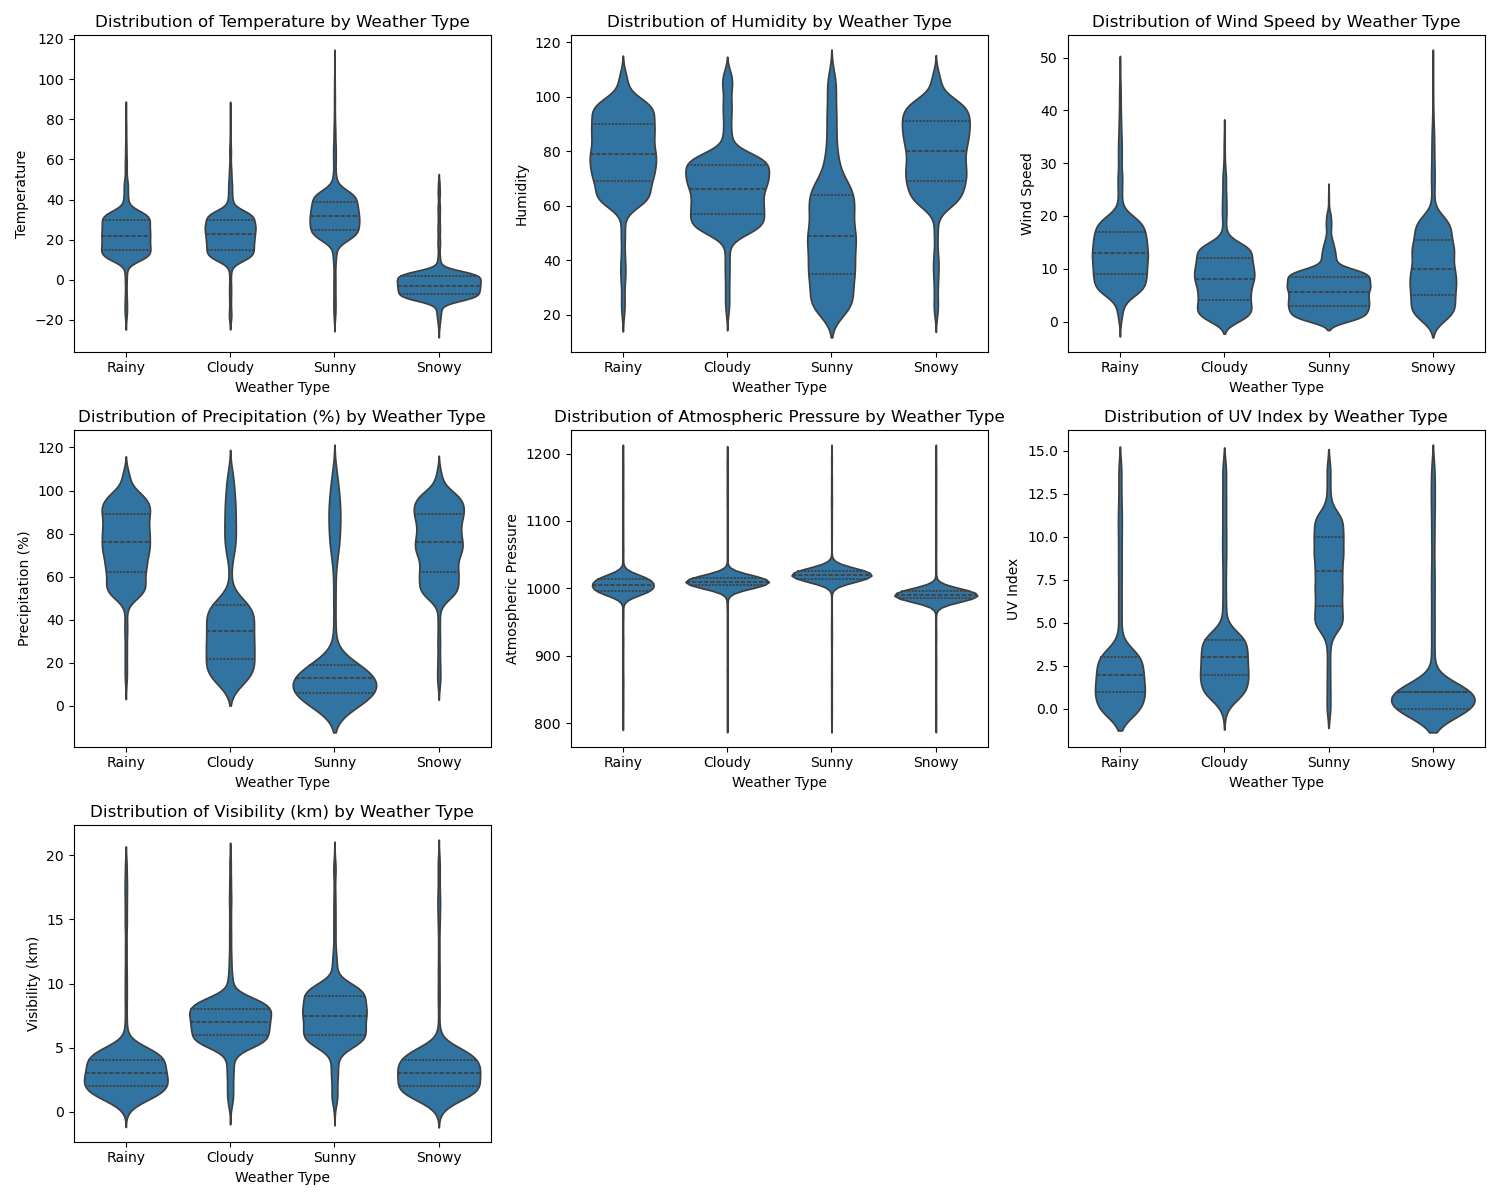 Distribution of Temperature by Weather Type
Temperature
120
100
80
60
40
20
0
−20
Rainy Cloudy Sunny Snowy
Weather Type
Distribution of Humidity by Weather Type
Humidity
120
100
80
60
40
20
Rainy Cloudy Sunny Snowy
Weather Type
Distribution of Wind Speed by Weather Type
Wind Speed
50
40
30
20
10
0
Rainy Cloudy Sunny Snowy
Weather Type
Distribution of Precipitation (%) by Weather Type
Precipitation (%)
120
100
80
60
40
20
0
Rainy Cloudy Sunny Snowy
Weather Type
Distribution of Atmospheric Pressure by Weather Type
Atmospheric Pressure
1200
1100
1000
900
800
Rainy Cloudy Sunny Snowy
Weather Type
Distribution of UV Index by Weather Type
UV Index
15.0
12.5
10.0
7.5
5.0
2.5
0.0
Rainy Cloudy Sunny Snowy
Weather Type
Distribution of Visibility (km) by Weather Type
Visibility (km)
20
15
10
5
0
Rainy Cloudy Sunny Snowy
Weather Type